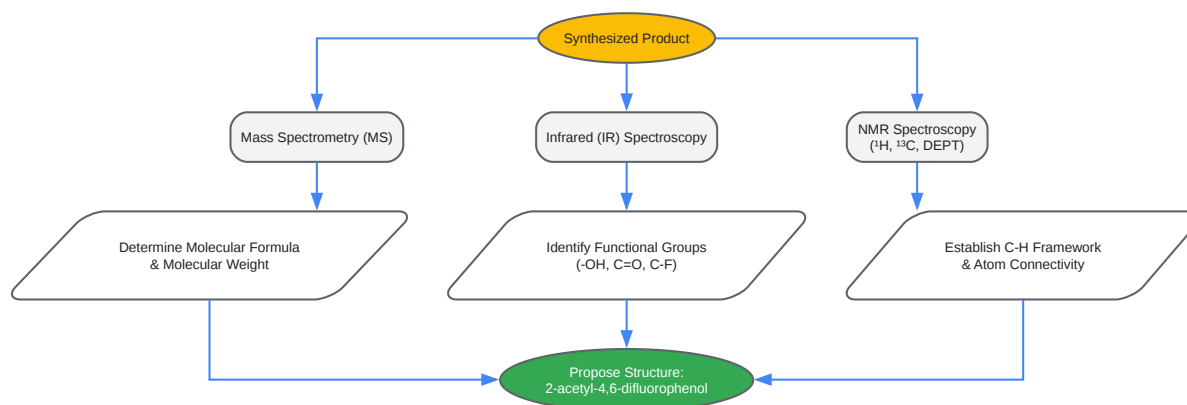 Synthesized Product
Mass Spectrometry (MS)
Infrared (IR) Spectroscopy
NMR Spectroscopy
(¹H, ¹³C, DEPT)
Determine Molecular Formula
& Molecular Weight
Identify Functional Groups
(-OH, C=O, C-F)
Establish C-H Framework
& Atom Connectivity
Propose Structure:
2-acetyl-4,6-difluorophenol